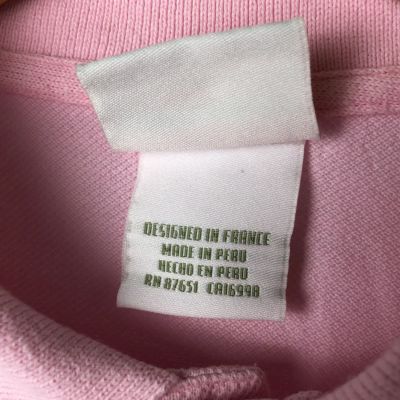 DESIGNED IN FRANCE
MADE IN PERU
HECHO EN PERU
RN 87651 CA16998